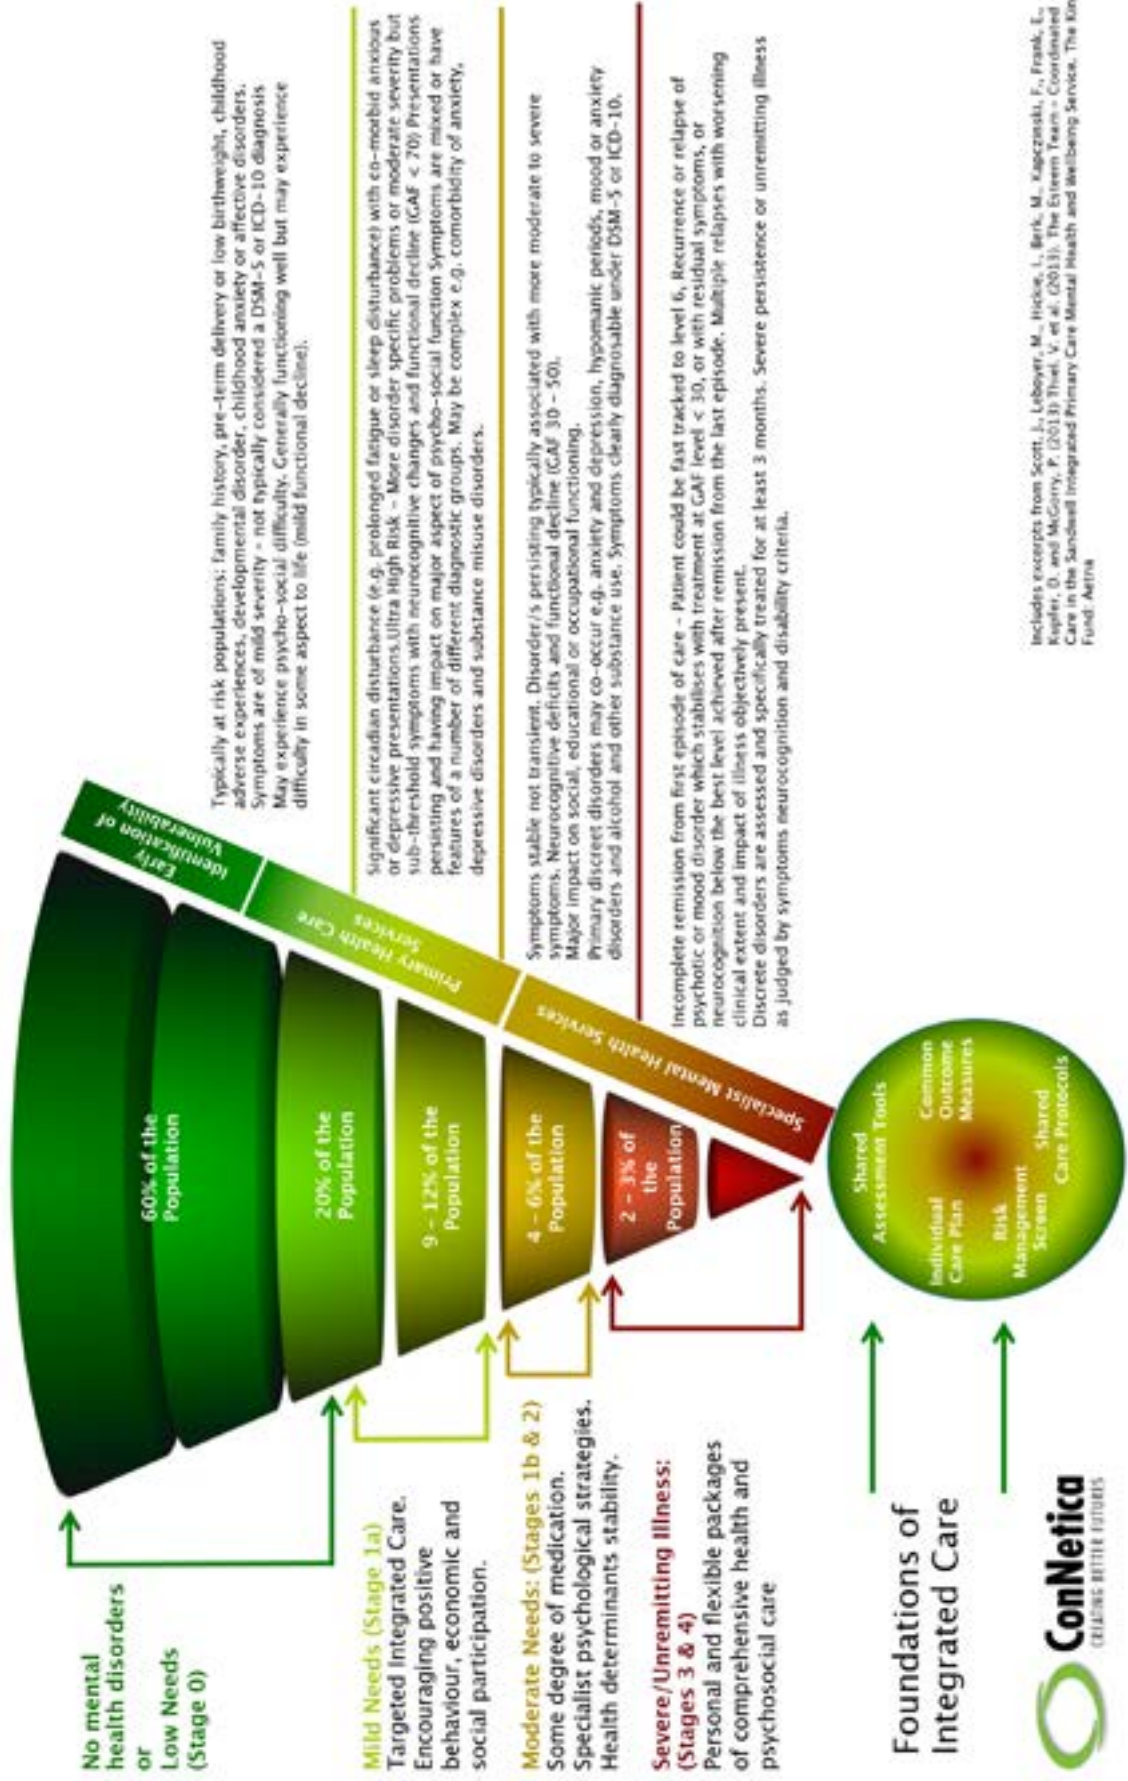 No mental
health disorders
or
Low Needs
(Stage 0)
Mild Needs (Stage 1a)
Targeted Integrated Care.
Encouraging positive
behaviour, economic and
social participation.
Moderate Needs: (Stages 1b & 2)
Some degree of medication.
Specialist psychological strategies.
Health determinants stability.
Severe/Unremitting Illness:
(Stages 3 & 4)
Personal and flexible packages
of comprehensive health and
psychosocial care
60% of the
Population
20% of the
Population
9 - 12% of the
Population
4 - 6% of the
Population
2 - 3% of
the
Population
Early
Identification of
Vulnerability
Primary Health Care
Services
Specialist Mental Health Services
Typically at risk populations: family history, pre-term delivery or low birthweight, childhood
adverse experiences, developmental disorder, childhood anxiety or affective disorders.
Symptoms are of mild severity - not typically considered a DSM-5 or ICD-10 diagnosis
May experience psycho-social difficulty. Generally functioning well but may experience
difficulty in some aspect to life (mild functional decline).
Significant circadian disturbance (e.g. prolonged fatigue or sleep disturbance) with co-morbid anxious
or depressive presentations.Ultra High Risk - More disorder specific problems or moderate severity but
sub-threshold symptoms with neurocognitive changes and functional decline (GAF < 70) Presentations
persisting and having impact on major aspect of psycho-social function Symptoms are mixed or have
features of a number of different diagnostic groups. May be complex e.g. comorbidity of anxiety,
depressive disorders and substance misuse disorders.
Symptoms stable not transient. Disorder/s persisting typically associated with more moderate to severe
symptoms. Neurocognitive deficits and functional decline (GAF 30 - 50).
Major impact on social, educational or occupational functioning.
Primary discreet disorders may co-occur e.g. anxiety and depression, hypomanic periods, mood or anxiety
disorders and alcohol and other substance use. Symptoms clearly diagnosable under DSM-5 or ICD-10.
Incomplete remission from first episode of care - Patient could be fast tracked to level 6, Recurrence or relapse of
psychotic or mood disorder which stabilises with treatment at GAF level < 30, or with residual symptoms, or
neurocognition below the best level achieved after remission from the last episode. Multiple relapses with worsening
clinical extent and impact of illness objectively present.
Discrete disorders are assessed and specifically treated for at least 3 months. Severe persistence or unremitting illness
as judged by symptoms neurocognition and disability criteria.
Foundations of
Integrated Care
Shared
Assessment Tools
Individual
Care Plan
Common
Outcome
Measures
Risk
Management
Screen
Shared
Care Protocols
ConNetica
CREATING BETTER FUTURES
Includes excerpts from Scott, J., Leboyer, M., Hickie, I., Berk, M., Kapczinski, F., Frank, E.,
Kupfer, D. and McGorry, P. (2013) Thiel, V. et al. (2013). The Esteem Team - Coordinated
Care in the Sandwell Integrated Primary Care Mental Health and Wellbeing Service. The Kin
Fund: Aetna